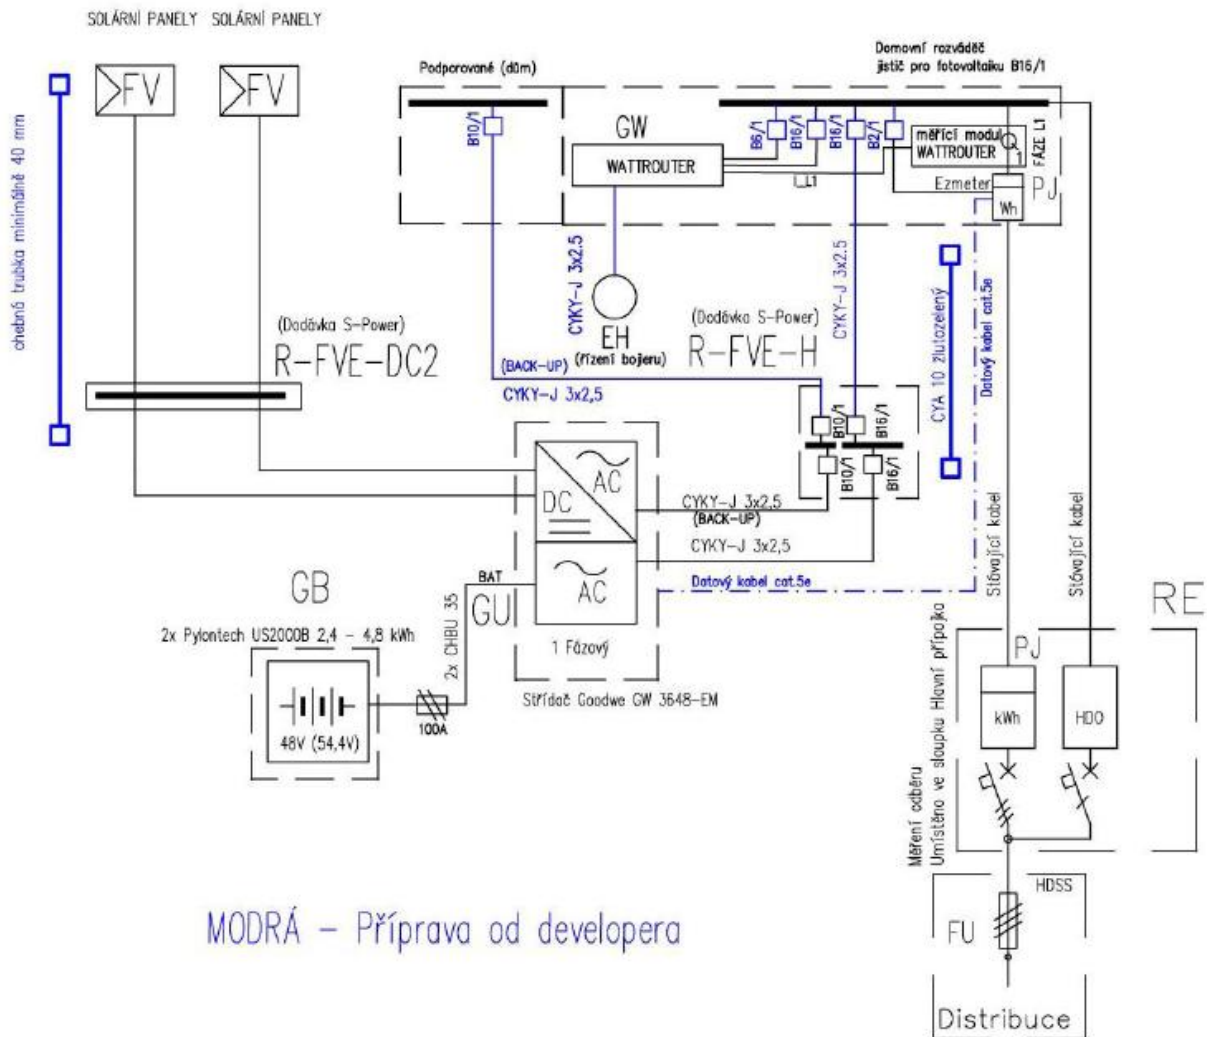 SOLÁRNÍ PANELY SOLÁRNÍ PANELY
FV
FV
ohebná trubka minimálně 40 mm
Podporované (dům)
B10/1
Domovní rozváděč
jistič pro fotovoltaiku B16/1
GW
WATTROUTER
B6/1
B16/1
B16/1
B2/1
měřící modul
WATTROUTER
1
FÁZE L1
L1
Ezmeter
Wh
PJ
CYKY-J 3x2.5
EH
(řízení bojeru)
CYKY-J 3x2.5
CYA 10 žlutozelený
Datový kabel cat.5e
(Dodávka S-Power)
R-FVE-DC2
(Dodávka S-Power)
R-FVE-H
(BACK-UP)
CYKY-J 3x2,5
B10/1
B16/1
B10/1
B16/1
DC
AC
AC
CYKY-J 3x2,5
(BACK-UP)
CYKY-J 3x2,5
Datový kabel cat.5e
BAT
GU
1 Fázový
Střídač Goodwe GW 3648-EM
GB
2x Pylontech US2000B 2,4 - 4,8 kWh
48V (54,4V)
2x CHBU 35
100A
Stávající kabel
Stávající kabel
RE
PJ
kWh
HDO
Měření odběru
Umístěno ve sloupku Hlavní přípojka
HDSS
FU
Distribuce
MODRÁ - Příprava od developera